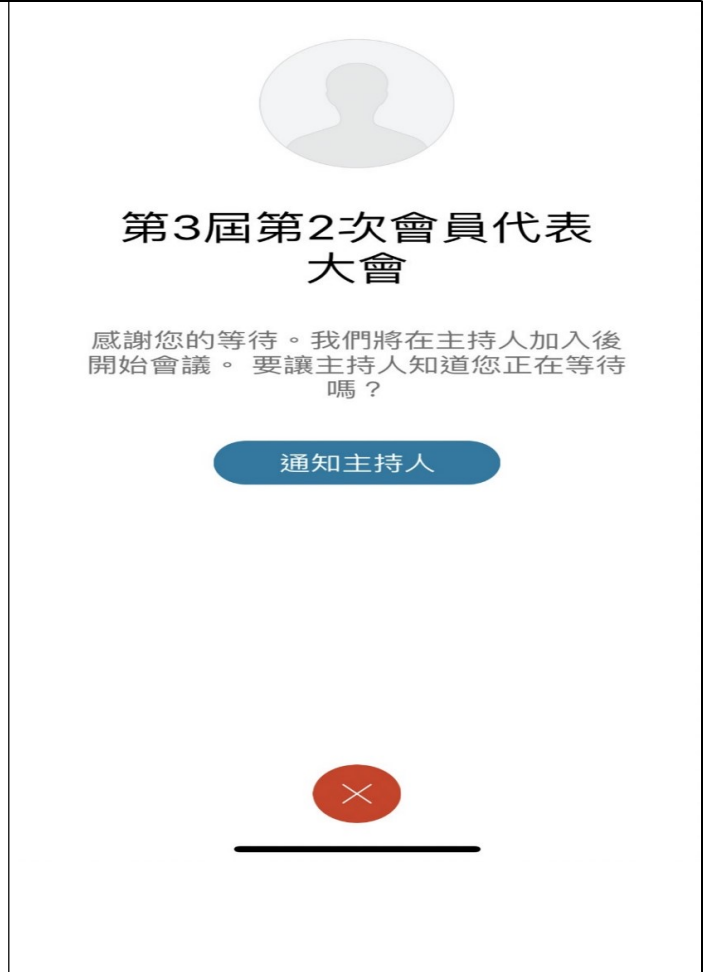 第3屆第2次會員代表
大會
感謝您的等待。我們將在主持人加入後
開始會議。 要讓主持人知道您正在等待
嗎？
通知主持人